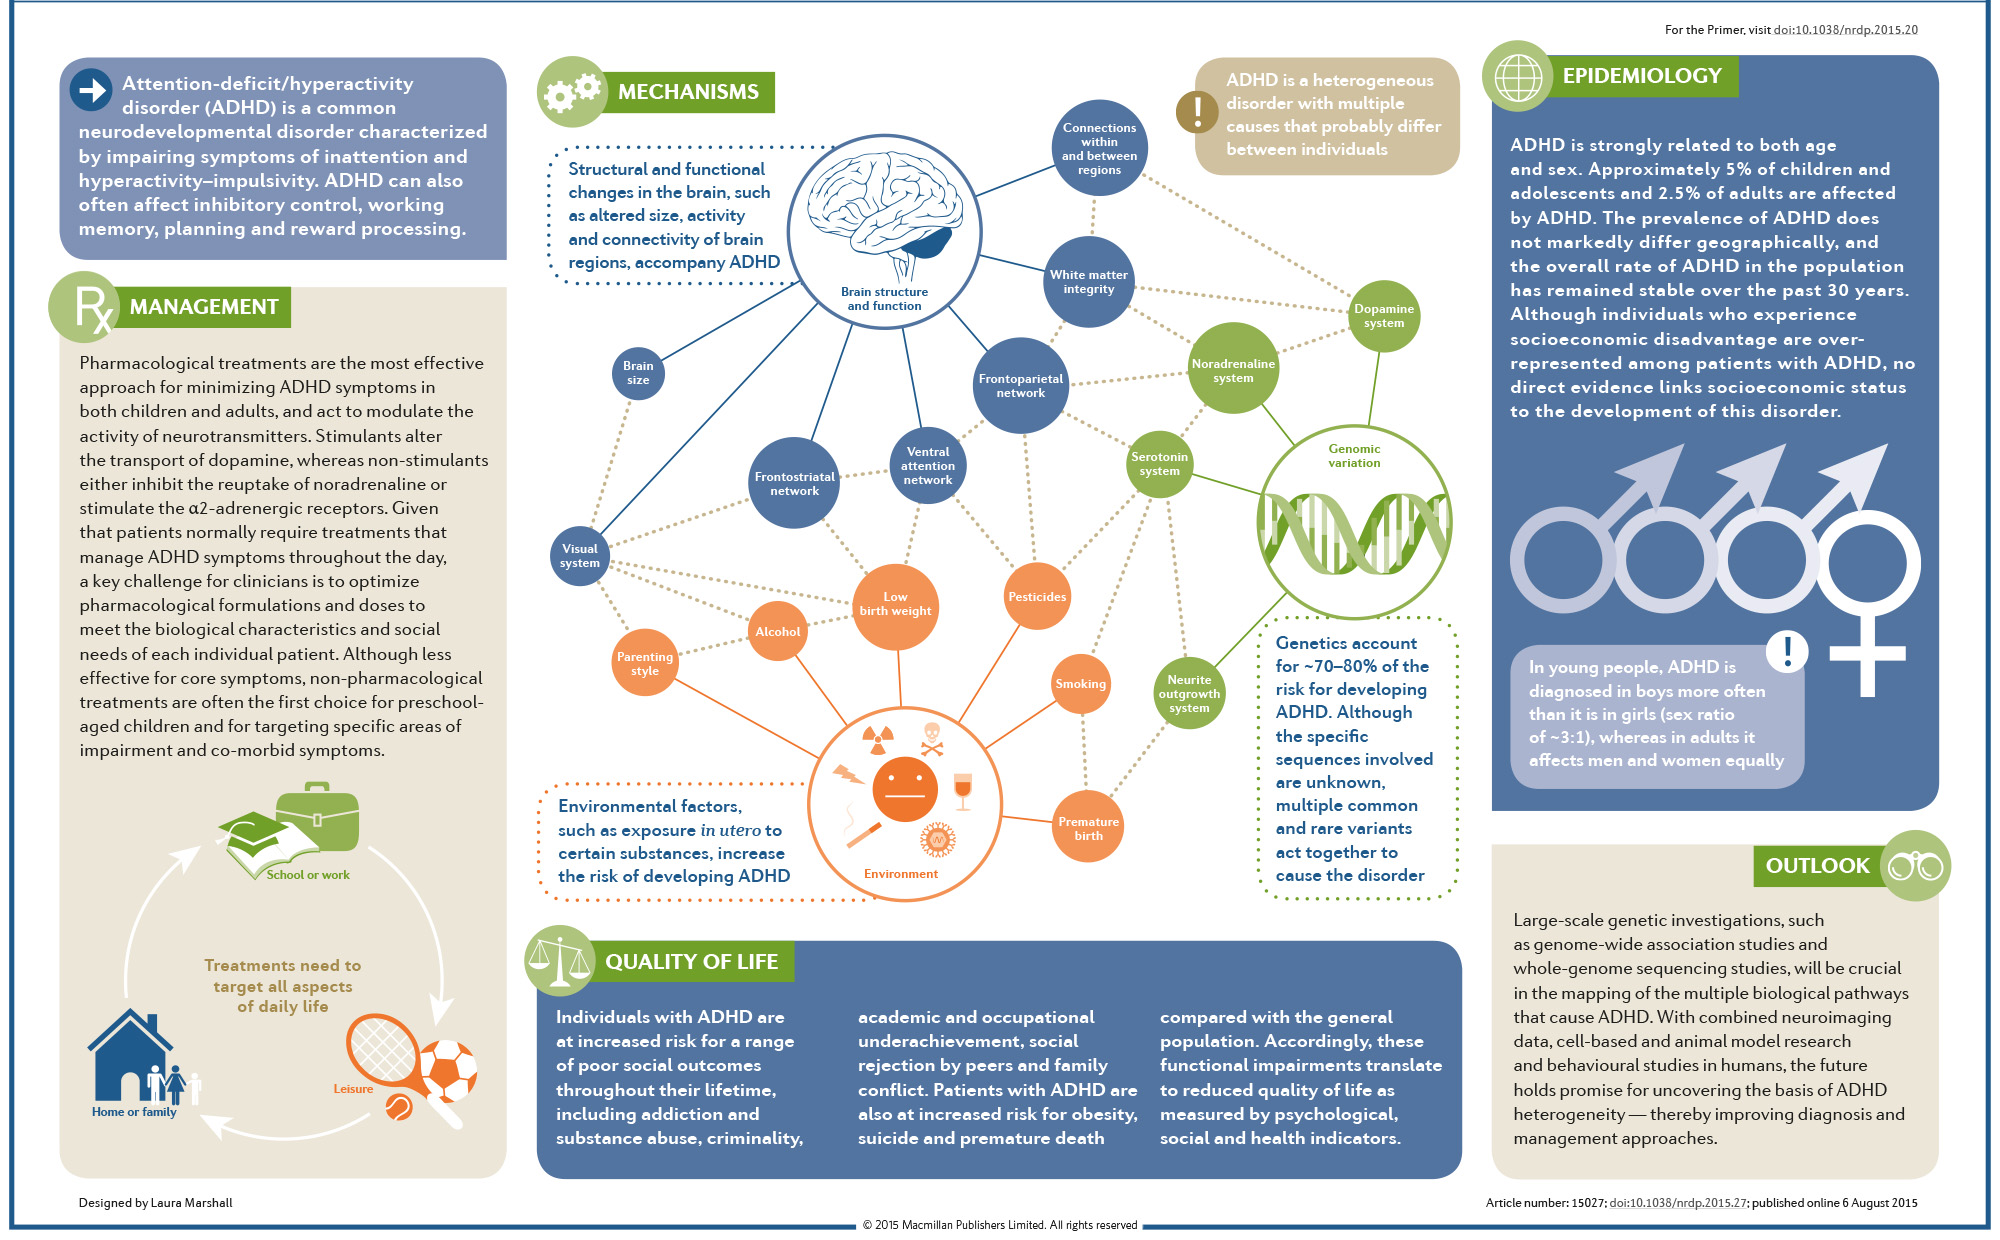 For the Primer, visit doi:10.1038/nrdp.2015.20
Attention-deficit/hyperactivity
disorder (ADHD) is a common
neurodevelopmental disorder characterized
by impairing symptoms of inattention and
hyperactivity–impulsivity. ADHD can also
often affect inhibitory control, working
memory, planning and reward processing.
Rx
MANAGEMENT
Pharmacological treatments are the most effective
approach for minimizing ADHD symptoms in
both children and adults, and act to modulate the
activity of neurotransmitters. Stimulants alter
the transport of dopamine, whereas non-stimulants
either inhibit the reuptake of noradrenaline or
stimulate the α2-adrenergic receptors. Given
that patients normally require treatments that
manage ADHD symptoms throughout the day,
a key challenge for clinicians is to optimize
pharmacological formulations and doses to
meet the biological characteristics and social
needs of each individual patient. Although less
effective for core symptoms, non-pharmacological
treatments are often the first choice for preschool-
aged children and for targeting specific areas of
impairment and co-morbid symptoms.
School or work
Treatments need to
target all aspects
of daily life
Leisure
Home or family
MECHANISMS
Structural and functional
changes in the brain, such
as altered size, activity
and connectivity of brain
regions, accompany ADHD
Brain structure
and function
Connections
within
and between
regions
!
ADHD is a heterogeneous
disorder with multiple
causes that probably differ
between individuals
White matter
integrity
Dopamine
system
Brain
size
Frontoparietal
network
Noradrenaline
system
Frontostriatal
network
Ventral
attention
network
Serotonin
system
Genomic
variation
Visual
system
Low
birth weight
Pesticides
Alcohol
Parenting
style
Smoking
Neurite
outgrowth
system
Premature
birth
Environment
Environmental factors,
such as exposure in utero to
certain substances, increase
the risk of developing ADHD
Genetics account
for ~70–80% of the
risk for developing
ADHD. Although
the specific
sequences involved
are unknown,
multiple common
and rare variants
act together to
cause the disorder
QUALITY OF LIFE
Individuals with ADHD are
at increased risk for a range
of poor social outcomes
throughout their lifetime,
including addiction and
substance abuse, criminality,
academic and occupational
underachievement, social
rejection by peers and family
conflict. Patients with ADHD are
also at increased risk for obesity,
suicide and premature death
compared with the general
population. Accordingly, these
functional impairments translate
to reduced quality of life as
measured by psychological,
social and health indicators.
EPIDEMIOLOGY
ADHD is strongly related to both age
and sex. Approximately 5% of children and
adolescents and 2.5% of adults are affected
by ADHD. The prevalence of ADHD does
not markedly differ geographically, and
the overall rate of ADHD in the population
has remained stable over the past 30 years.
Although individuals who experience
socioeconomic disadvantage are over-
represented among patients with ADHD, no
direct evidence links socioeconomic status
to the development of this disorder.
!
In young people, ADHD is
diagnosed in boys more often
than it is in girls (sex ratio
of ~3:1), whereas in adults it
affects men and women equally
OUTLOOK
Large-scale genetic investigations, such
as genome-wide association studies and
whole-genome sequencing studies, will be crucial
in the mapping of the multiple biological pathways
that cause ADHD. With combined neuroimaging
data, cell-based and animal model research
and behavioural studies in humans, the future
holds promise for uncovering the basis of ADHD
heterogeneity — thereby improving diagnosis and
management approaches.
Designed by Laura Marshall
Article number: 15027; doi:10.1038/nrdp.2015.27; published online 6 August 2015
© 2015 Macmillan Publishers Limited. All rights reserved